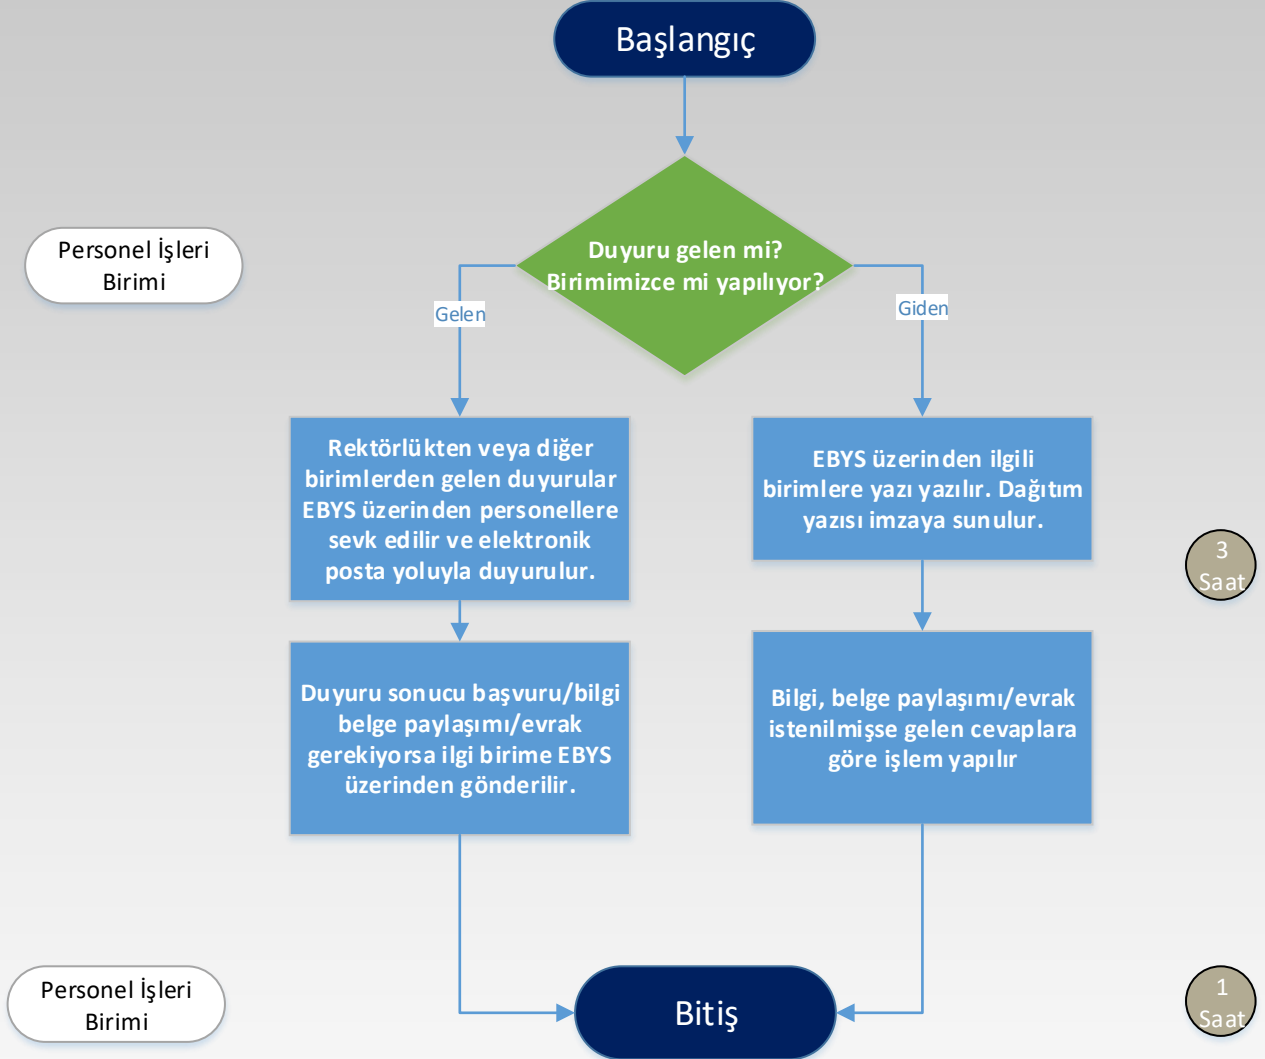 Başlangıç
Personel İşleri
Birimi
Duyuru gelen mi?
Birimimizce mi yapılıyor?
Gelen
Giden
Rektörlükten veya diğer
birimlerden gelen duyurular
EBYS üzerinden personellere
sevk edilir ve elektronik
posta yoluyla duyurulur.
EBYS üzerinden ilgili
birimlere yazı yazılır. Dağıtım
yazısı imzaya sunulur.
3
Saat
Duyuru sonucu başvuru/bilgi
belge paylaşımı/evrak
gerekiyorsa ilgi birime EBYS
üzerinden gönderilir.
Bilgi, belge paylaşımı/evrak
istenilmişse gelen cevaplara
göre işlem yapılır
Personel İşleri
Birimi
Bitiş
1
Saat